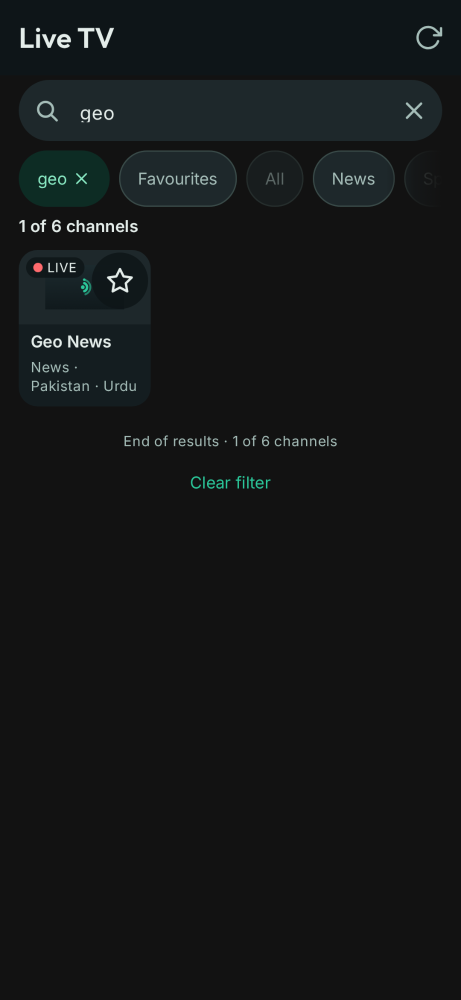 Live TV
geo
geo
Favourites
All
News
1 of 6 channels
LIVE
Geo News
News ·
Pakistan · Urdu
End of results · 1 of 6 channels
Clear filter